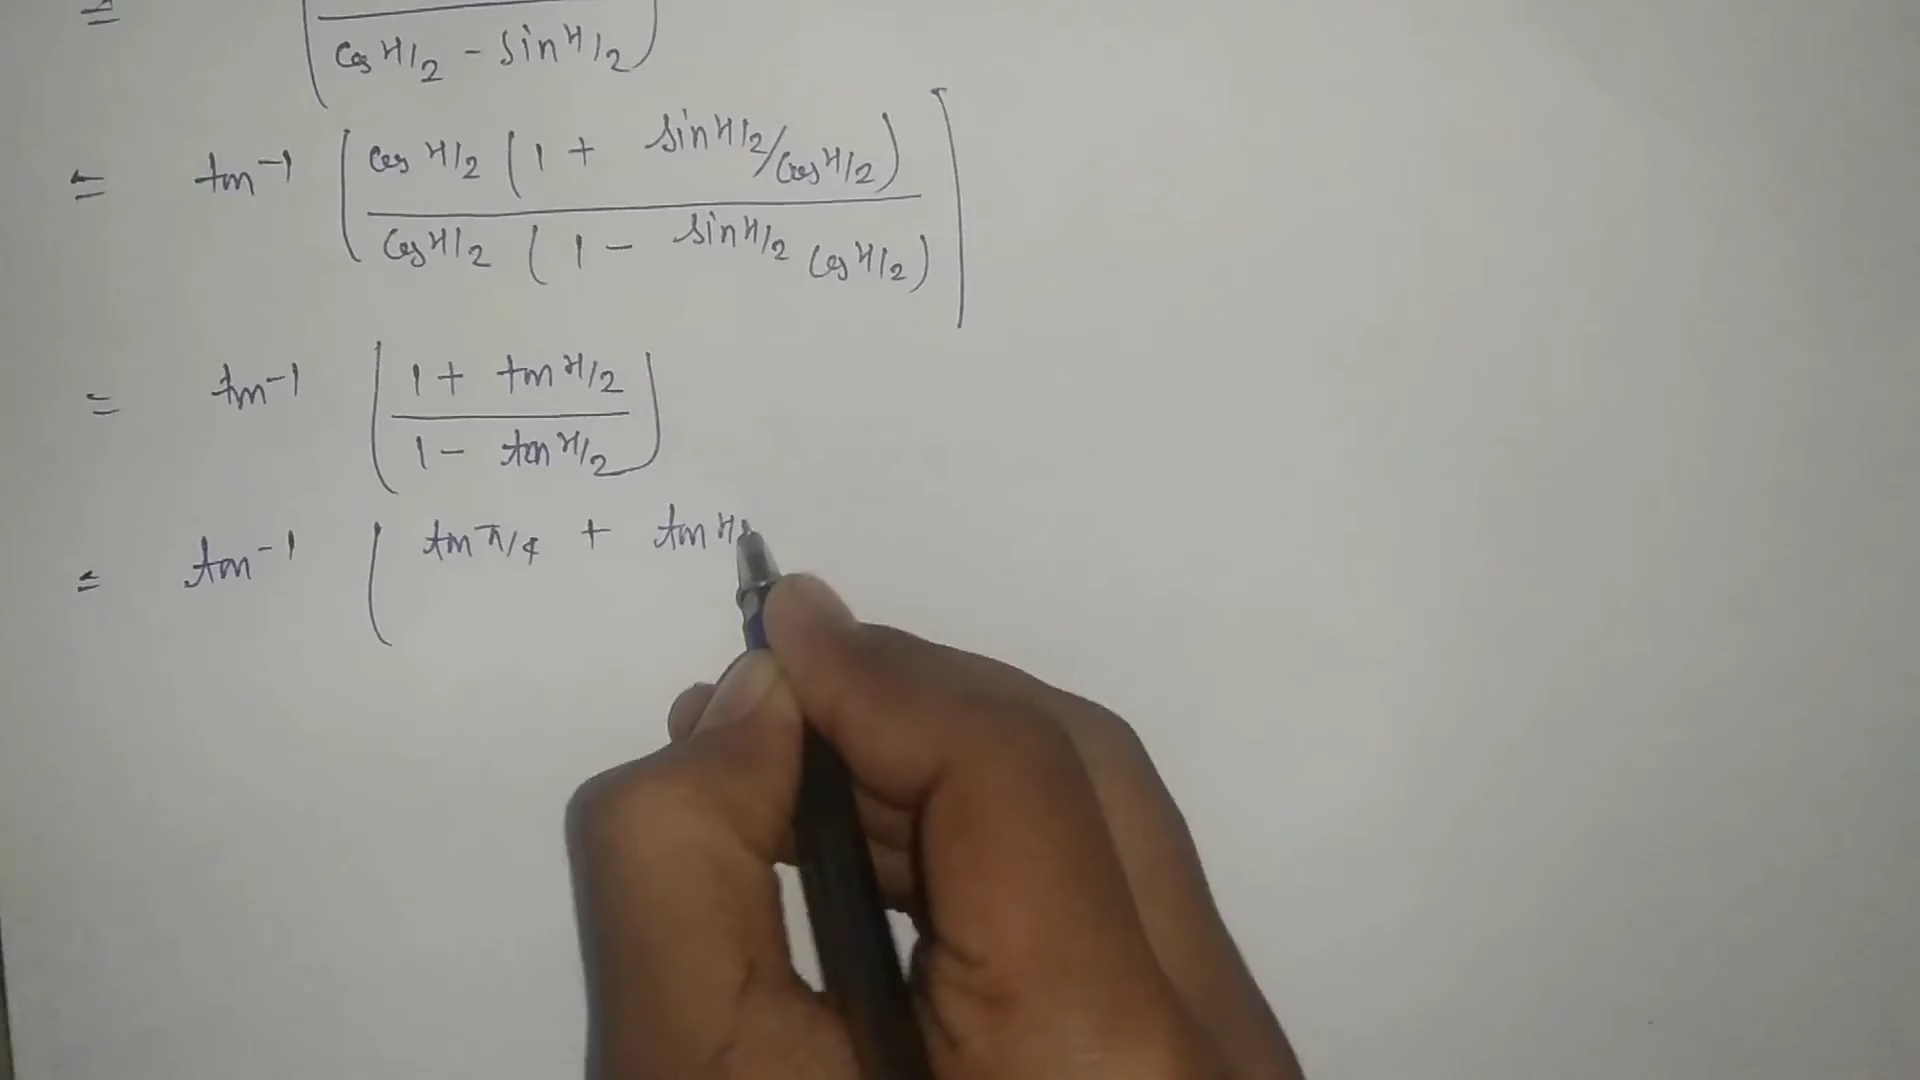 =
cos x/2 - sin x/2
= tan⁻¹ [ cos x/2 ( 1 + sin x/2 / cos x/2 )
cos x/2 ( 1 - sin x/2 cos x/2 ) ]
= tan⁻¹ ( 1 + tan x/2
1 - tan x/2 )
= tan⁻¹ ( tan π/4 + tan x